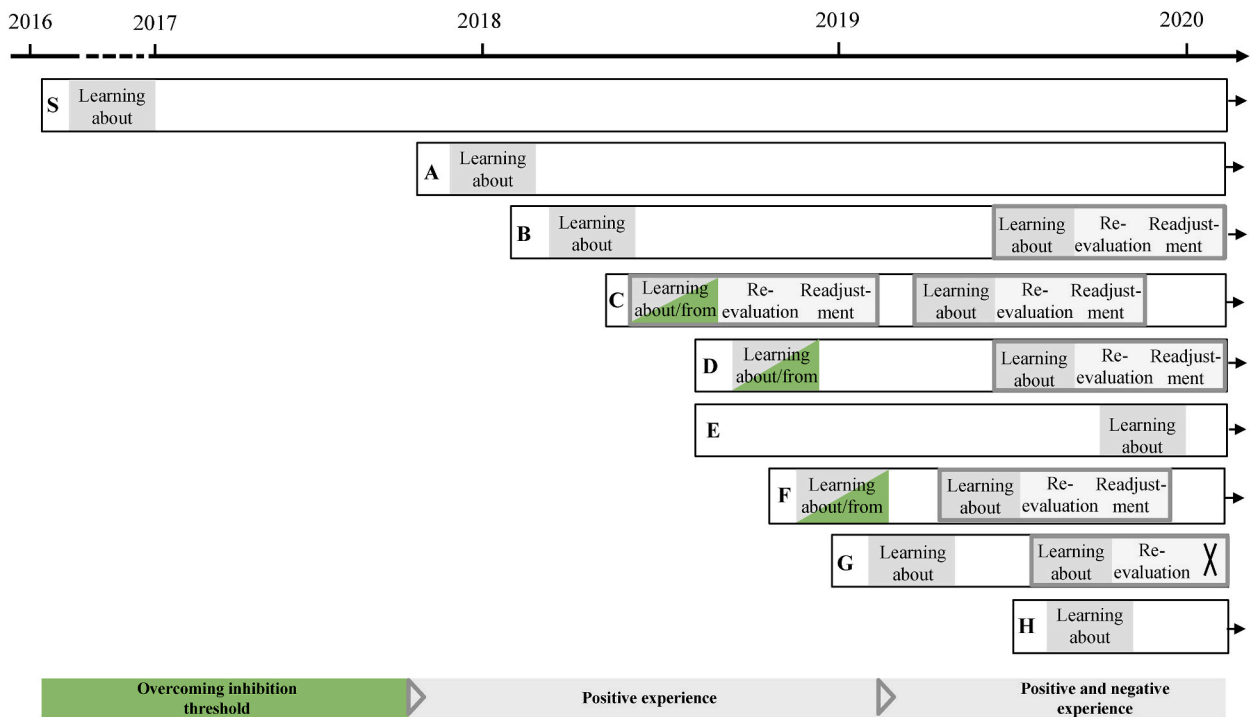 2016 2017 2018 2019 2020
S Learning
about
A Learning
about
B Learning
about
Learning
about
Re-
evaluation
Readjust-
ment
C Learning
about/from
Re-
evaluation
Readjust-
ment
Learning
about
Re-
evaluation
Readjust-
ment
D Learning
about/from
Learning
about
Re-
evaluation
Readjust-
ment
E Learning
about
F Learning
about/from
Learning
about
Re-
evaluation
Readjust-
ment
G Learning
about
Learning
about
Re-
evaluation
X
H Learning
about
Overcoming inhibition
threshold
Positive experience
Positive and negative
experience